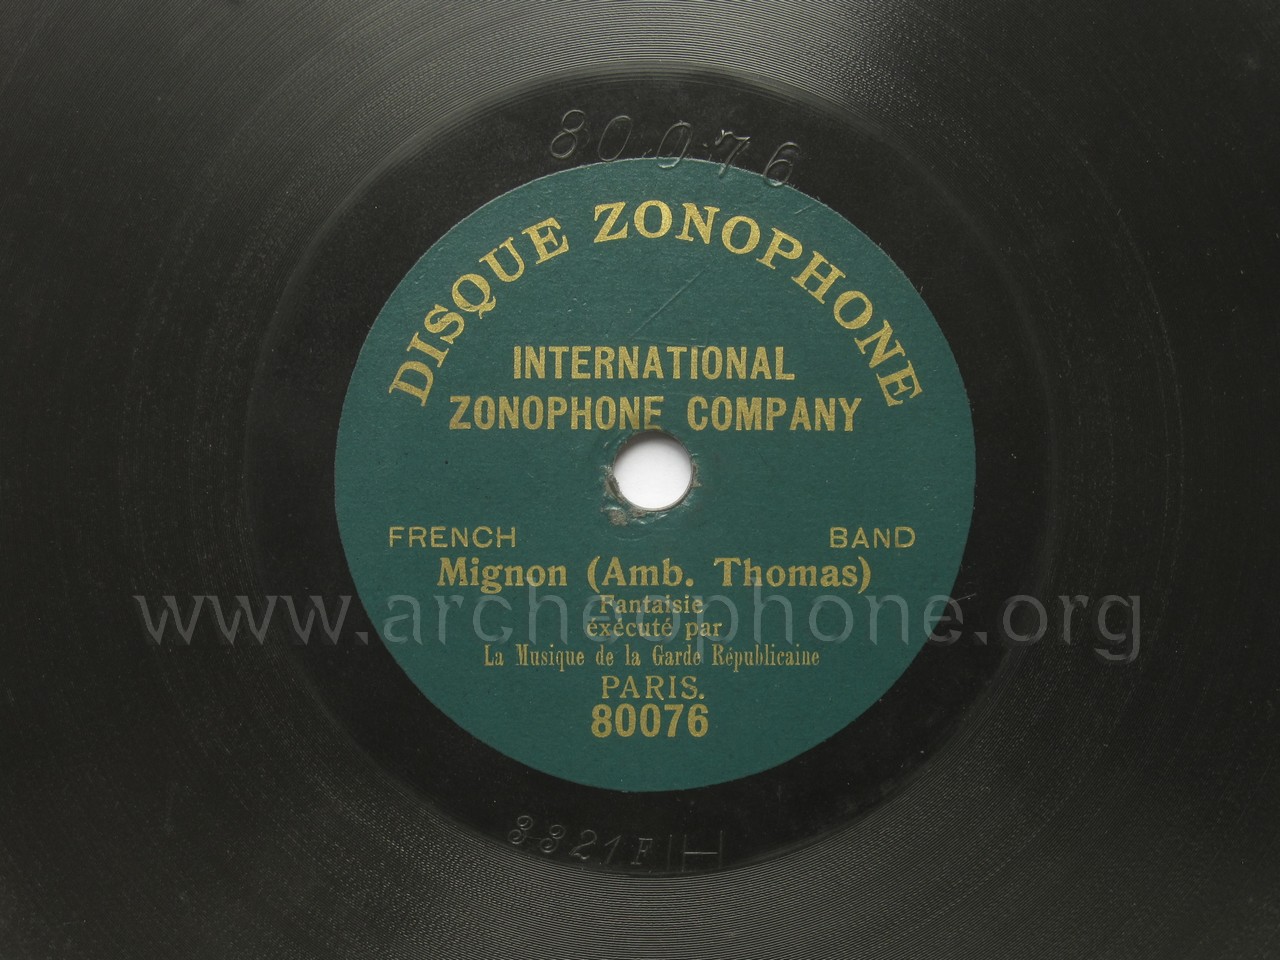 80076
DISQUE ZONOPHONE
INTERNATIONAL
ZONOPHONE COMPANY
FRENCH BAND
Mignon (Amb. Thomas)
Fantaisie
www.archeophone.org
éxécuté par
La Musique de la Garde Républicaine
PARIS.
80076
3321FH